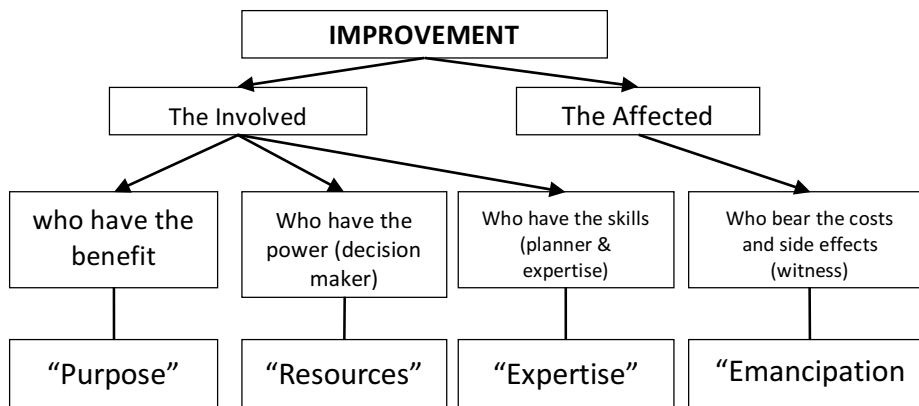 IMPROVEMENT
The Involved
The Affected
who have the
benefit
Who have the
power (decision
maker)
Who have the skills
(planner &
expertise)
Who bear the costs
and side effects
(witness)
“Purpose”
“Resources”
“Expertise”
“Emancipation